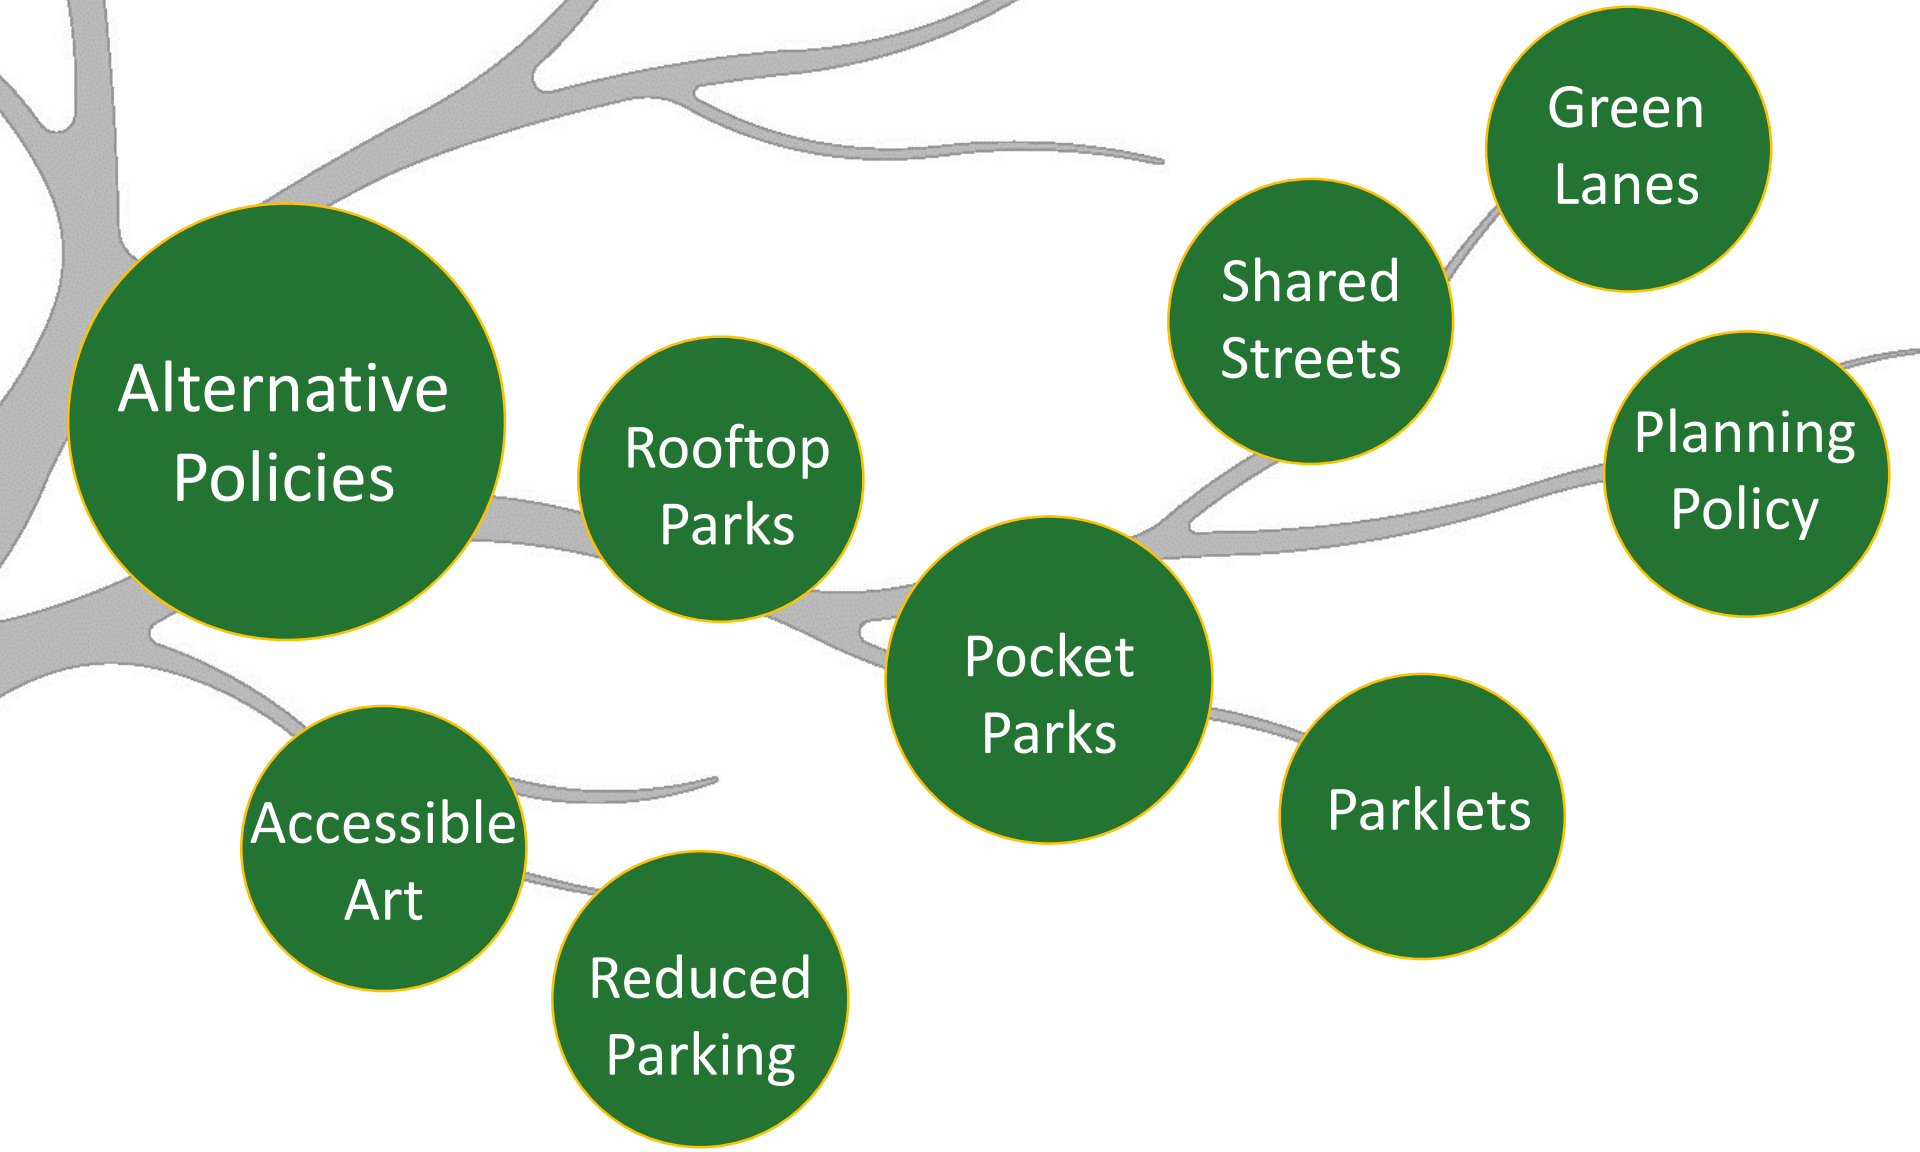 Alternative
Policies
Rooftop
Parks
Pocket
Parks
Shared
Streets
Green
Lanes
Planning
Policy
Parklets
Accessible
Art
Reduced
Parking